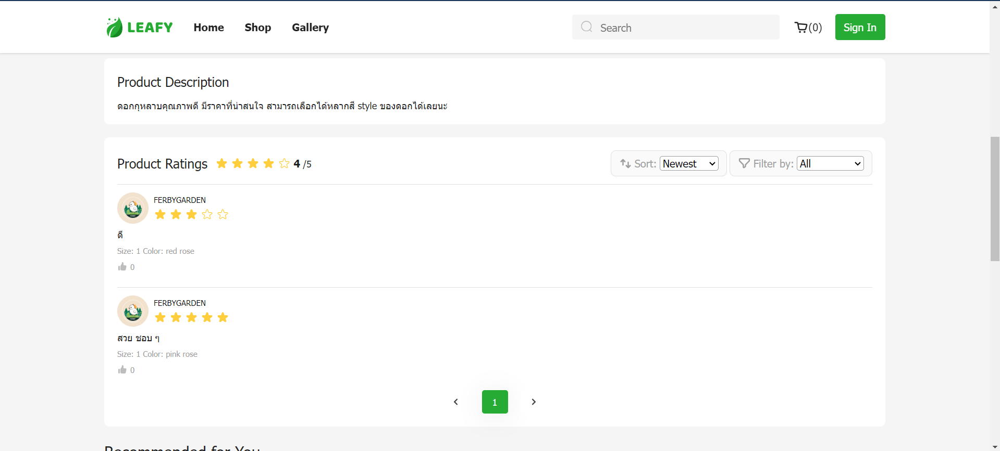 LEAFY Home Shop Gallery Search (0) Sign In
Product Description
ดอกกุหลาบคุณภาพดี มีราคาที่น่าสนใจ สามารถเลือกได้หลากสี style ของดอกได้เลยนะ
Product Ratings 4 /5 Sort: Newest Filter by: All
FERBYGARDEN
ดี
Size: 1 Color: red rose
0
FERBYGARDEN
สวย ชอบ ๆ
Size: 1 Color: pink rose
0
1
Recommended for You